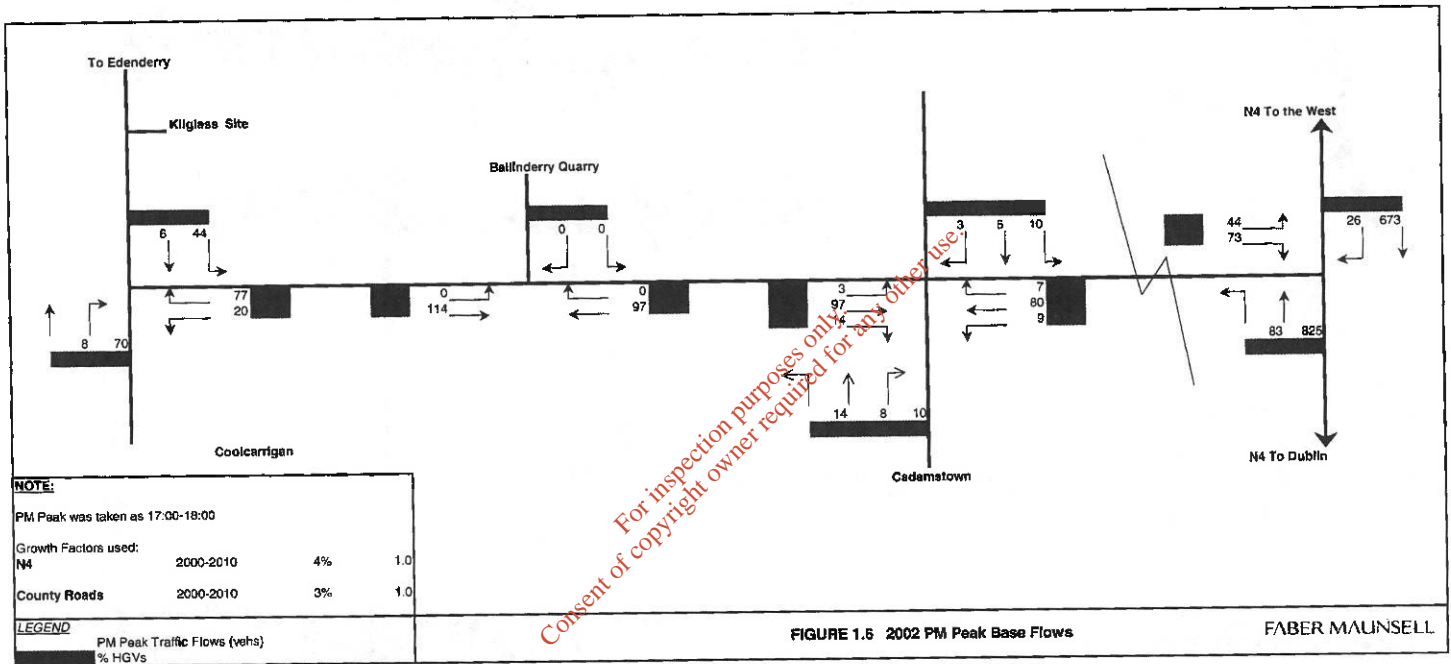 To Edenderry
Kilglass Site
Ballinderry Quarry
N4 To the West
6 44
0 0
3 6 10
44
73
26 673
77
20
0
114
0
97
3
97
14
7
80
9
8 70
14 8 10
83 825
Coolcarrigan
Cadamstown
N4 To Dublin
For inspection purposes only.
Consent of copyright owner required for any other use.
NOTE:
PM Peak was taken as 17:00-18:00
Growth Factors used:
N4 2000-2010 4% 1.0
County Roads 2000-2010 3% 1.0
LEGEND
PM Peak Traffic Flows (vehs)
% HGVs
FIGURE 1.6 2002 PM Peak Base Flows
FABER MAUNSELL